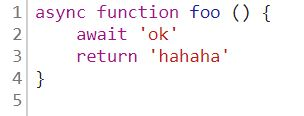 1 async function foo () {
2     await 'ok'
3     return 'hahaha'
4 }
5